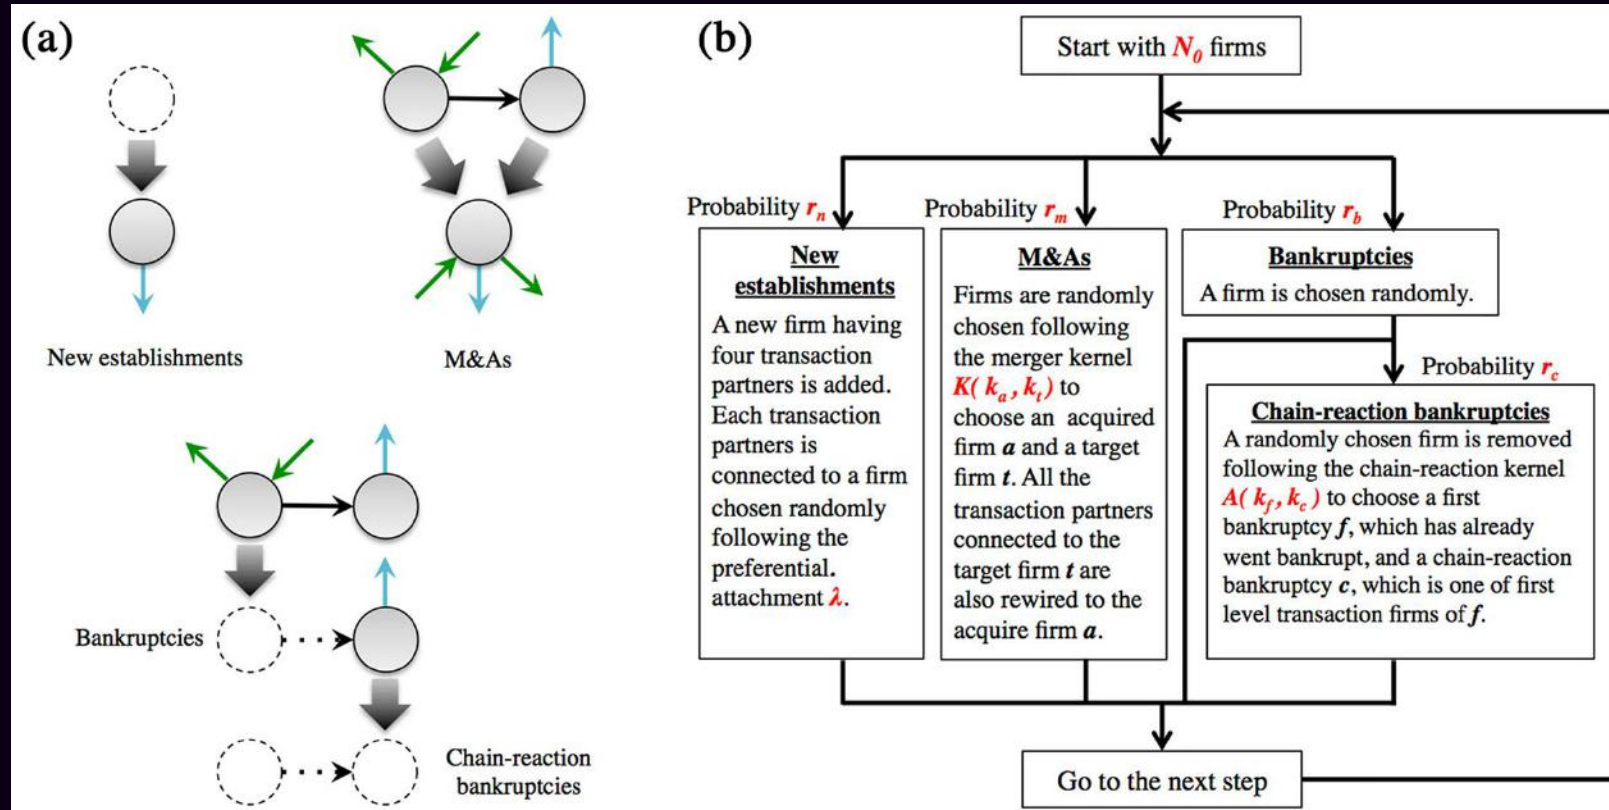 (a)
New establishments
M&As
Bankruptcies
Chain-reaction
bankruptcies
(b)
Start with N₀ firms
Probability rₙ
New
establishments
A new firm having
four transaction
partners is added.
Each transaction
partners is
connected to a firm
chosen randomly
following the
preferential.
attachment λ.
Probability rₘ
M&As
Firms are randomly
chosen following
the merger kernel
K( kₐ , kₜ ) to
choose an acquired
firm a and a target
firm t. All the
transaction partners
connected to the
target firm t are
also rewired to the
acquire firm a.
Probability r_b
Bankruptcies
A firm is chosen randomly.
Probability r_c
Chain-reaction bankruptcies
A randomly chosen firm is removed
following the chain-reaction kernel
A( k_f , k_c ) to choose a first
bankruptcy f, which has already
went bankrupt, and a chain-reaction
bankruptcy c, which is one of first
level transaction firms of f.
Go to the next step